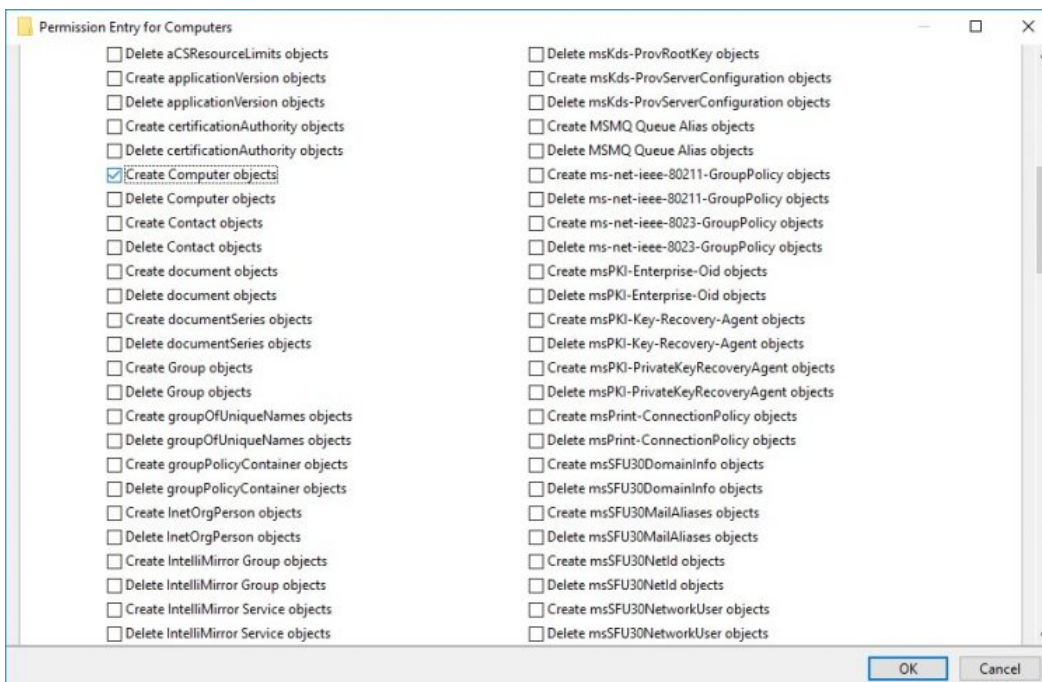 Permission Entry for Computers
Delete aCSResourceLimits objects
Create applicationVersion objects
Delete applicationVersion objects
Create certificationAuthority objects
Delete certificationAuthority objects
Create Computer objects
Delete Computer objects
Create Contact objects
Delete Contact objects
Create document objects
Delete document objects
Create documentSeries objects
Delete documentSeries objects
Create Group objects
Delete Group objects
Create groupOfUniqueNames objects
Delete groupOfUniqueNames objects
Create groupPolicyContainer objects
Delete groupPolicyContainer objects
Create InetOrgPerson objects
Delete InetOrgPerson objects
Create IntelliMirror Group objects
Delete IntelliMirror Group objects
Create IntelliMirror Service objects
Delete IntelliMirror Service objects
Delete msKds-ProvRootKey objects
Create msKds-ProvServerConfiguration objects
Delete msKds-ProvServerConfiguration objects
Create MSMQ Queue Alias objects
Delete MSMQ Queue Alias objects
Create ms-net-ieee-80211-GroupPolicy objects
Delete ms-net-ieee-80211-GroupPolicy objects
Create ms-net-ieee-8023-GroupPolicy objects
Delete ms-net-ieee-8023-GroupPolicy objects
Create msPKI-Enterprise-Oid objects
Delete msPKI-Enterprise-Oid objects
Create msPKI-Key-Recovery-Agent objects
Delete msPKI-Key-Recovery-Agent objects
Create msPKI-PrivateKeyRecoveryAgent objects
Delete msPKI-PrivateKeyRecoveryAgent objects
Create msPrint-ConnectionPolicy objects
Delete msPrint-ConnectionPolicy objects
Create msSFU30DomainInfo objects
Delete msSFU30DomainInfo objects
Create msSFU30MailAliases objects
Delete msSFU30MailAliases objects
Create msSFU30NetId objects
Delete msSFU30NetId objects
Create msSFU30NetworkUser objects
Delete msSFU30NetworkUser objects
OK
Cancel